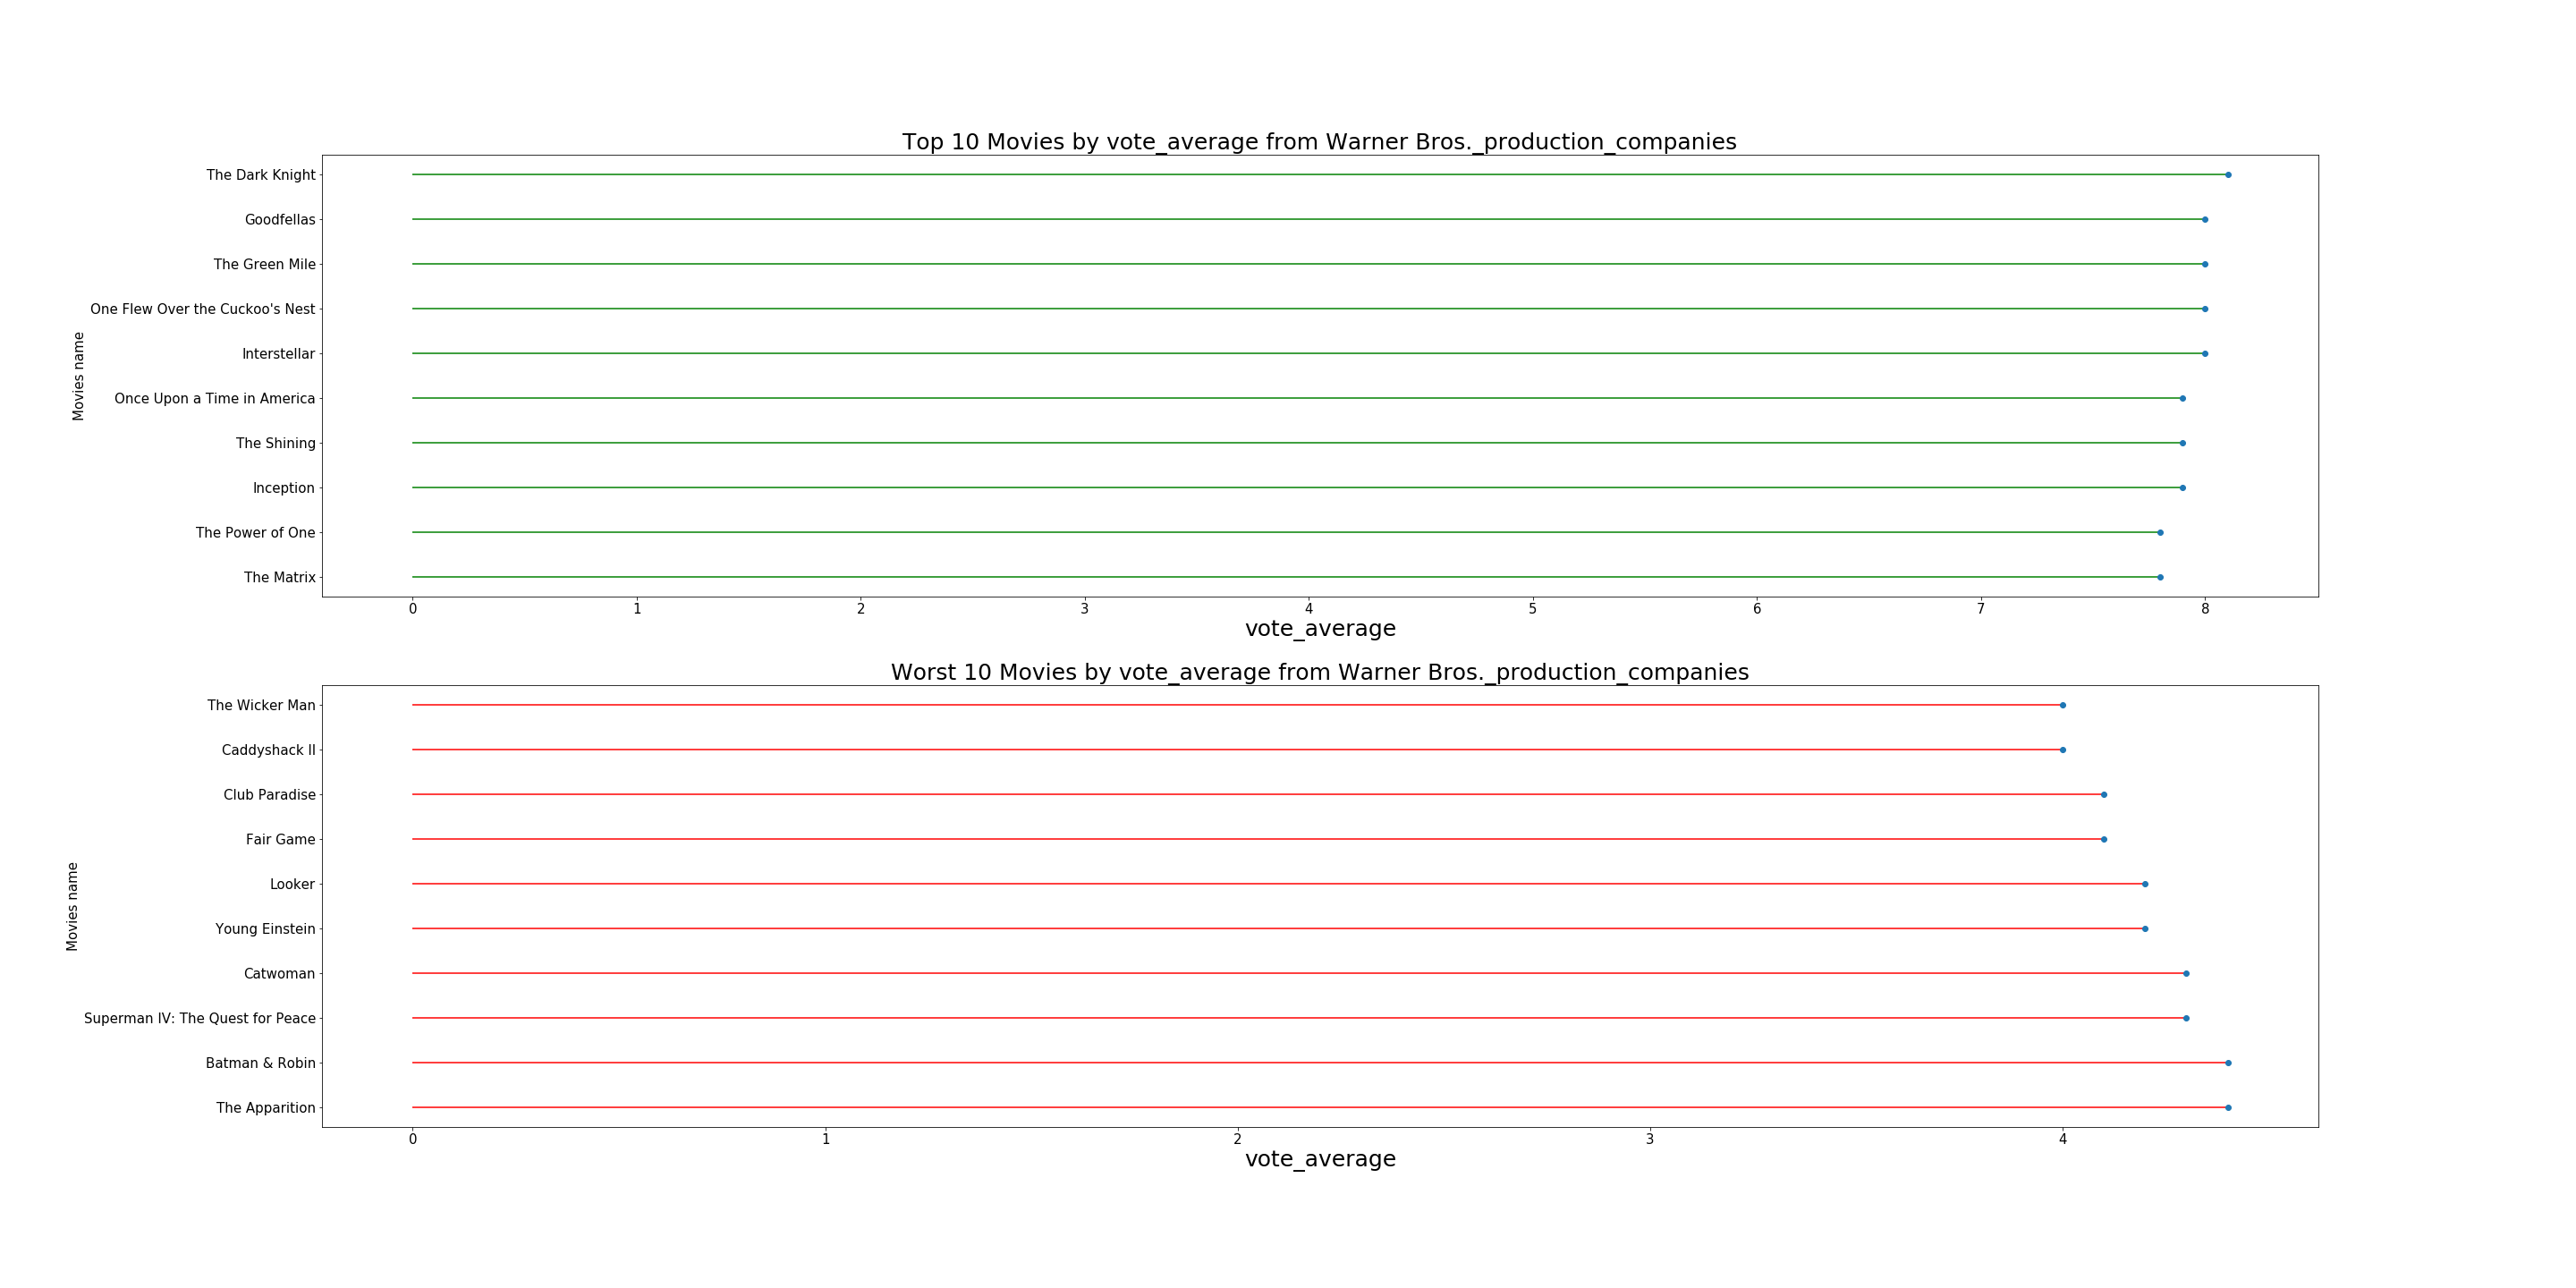 Top 10 Movies by vote_average from Warner Bros._production_companies
Movies name
The Dark Knight
Goodfellas
The Green Mile
One Flew Over the Cuckoo's Nest
Interstellar
Once Upon a Time in America
The Shining
Inception
The Power of One
The Matrix
0 1 2 3 4 5 6 7 8
vote_average
Worst 10 Movies by vote_average from Warner Bros._production_companies
Movies name
The Wicker Man
Caddyshack II
Club Paradise
Fair Game
Looker
Young Einstein
Catwoman
Superman IV: The Quest for Peace
Batman & Robin
The Apparition
0 1 2 3 4
vote_average